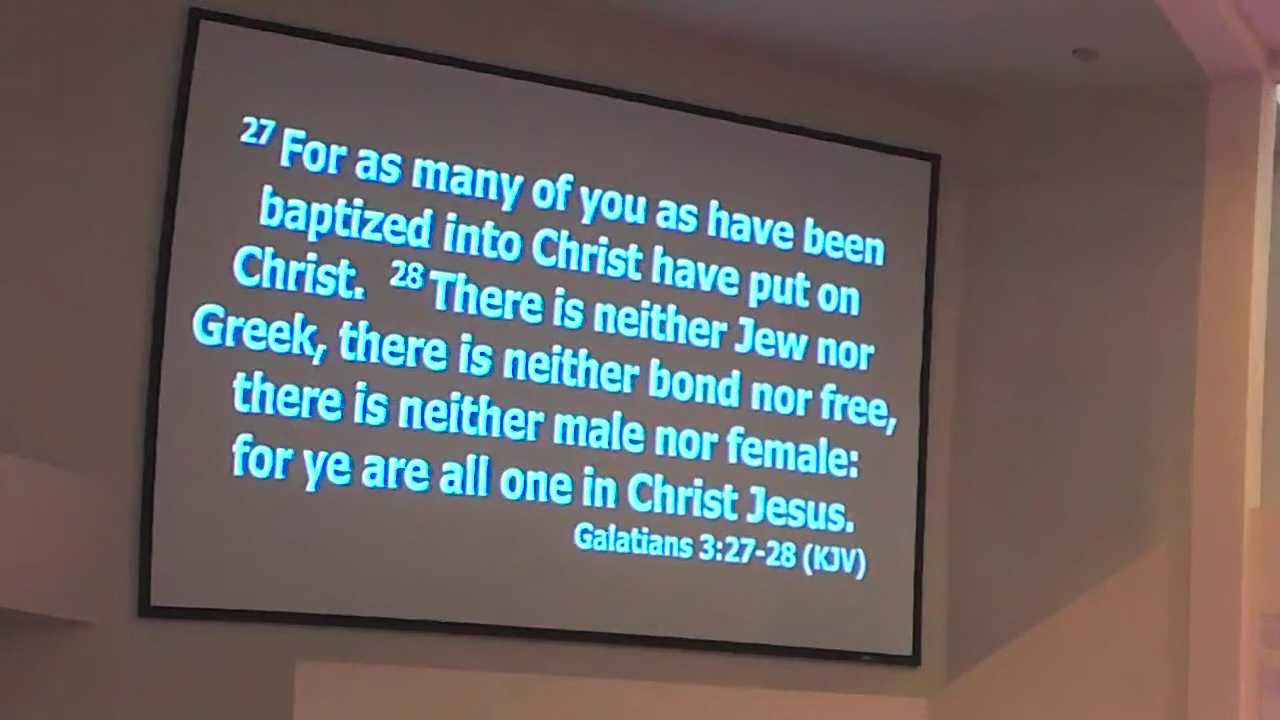 27 For as many of you as have been
baptized into Christ have put on
Christ. 28 There is neither Jew nor
Greek, there is neither bond nor free,
there is neither male nor female:
for ye are all one in Christ Jesus.
Galatians 3:27-28 (KJV)